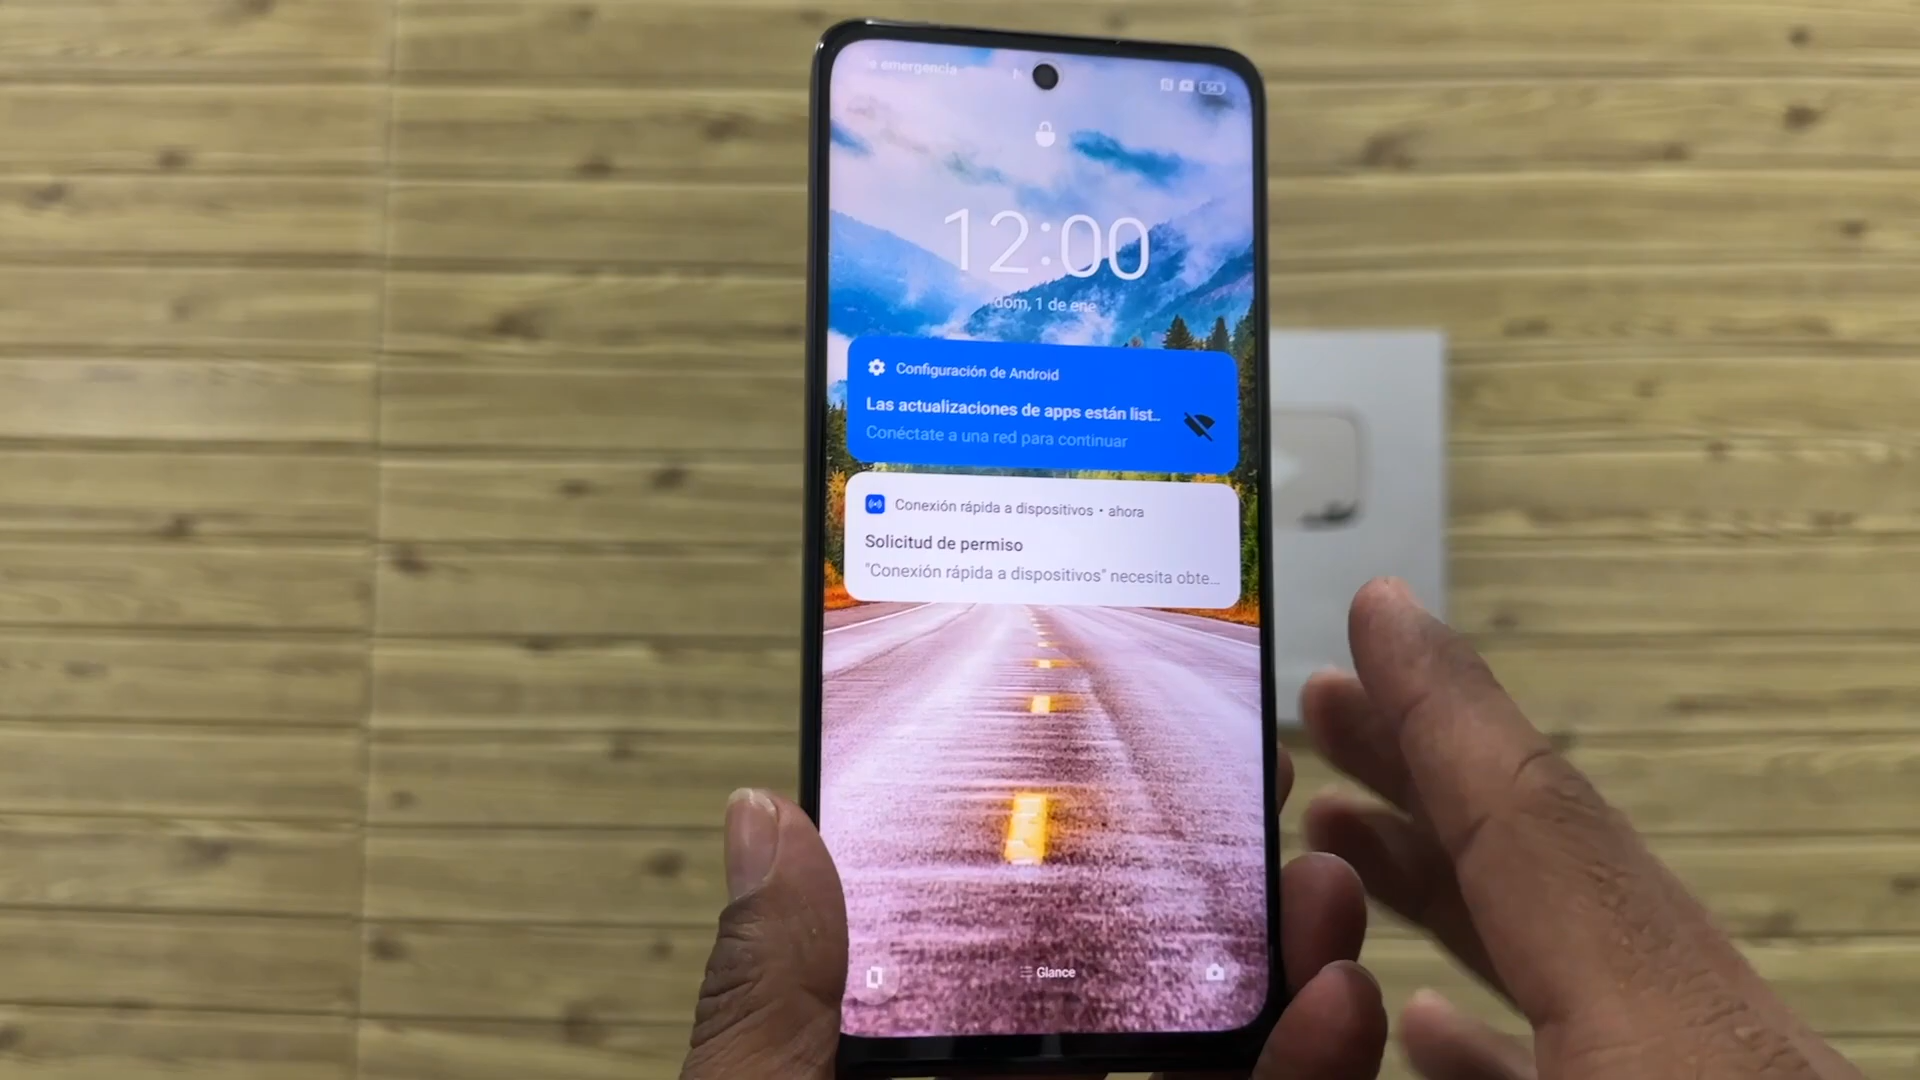 e emergencia
N
54
12:00
dom, 1 de ene
Configuración de Android
Las actualizaciones de apps están list..
Conéctate a una red para continuar
Conexión rápida a dispositivos • ahora
Solicitud de permiso
"Conexión rápida a dispositivos" necesita obte...
Glance